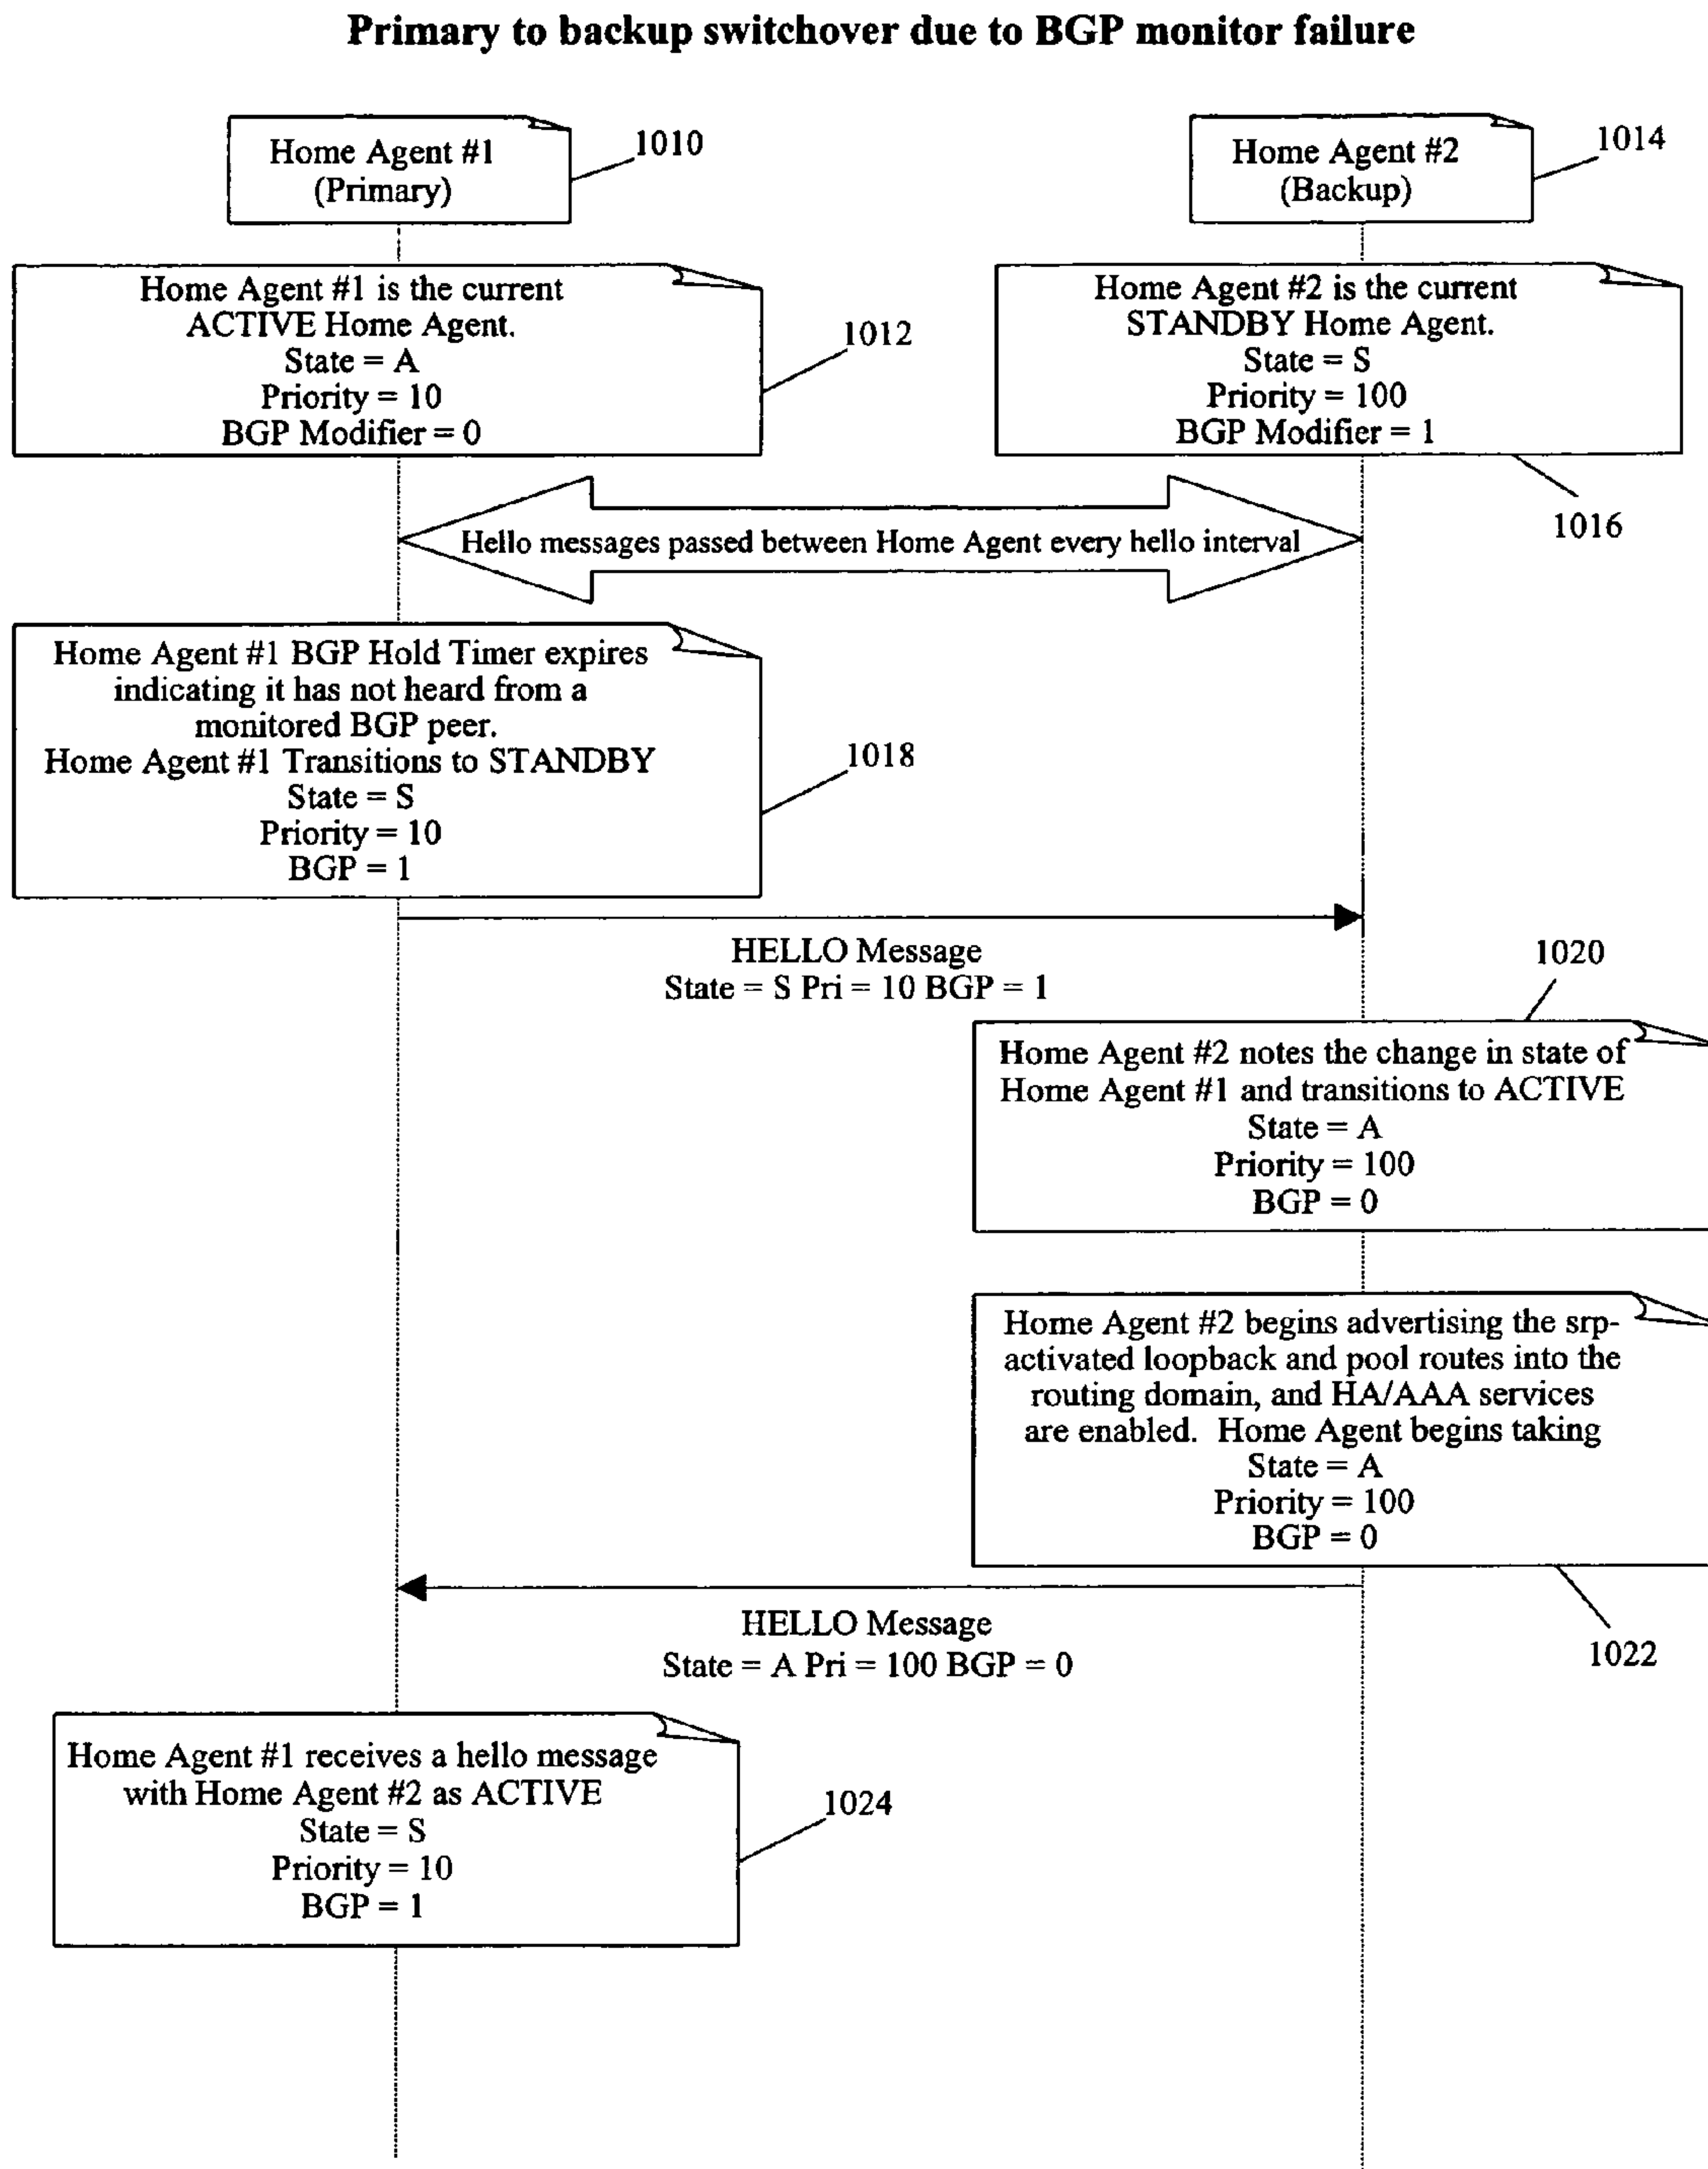 Primary to backup switchover due to BGP monitor failure
Home Agent #1
(Primary)
1010
Home Agent #2
(Backup)
1014
Home Agent #1 is the current
ACTIVE Home Agent.
State = A
Priority = 10
BGP Modifier = 0
1012
Home Agent #2 is the current
STANDBY Home Agent.
State = S
Priority = 100
BGP Modifier = 1
1016
Hello messages passed between Home Agent every hello interval
Home Agent #1 BGP Hold Timer expires
indicating it has not heard from a
monitored BGP peer.
Home Agent #1 Transitions to STANDBY
State = S
Priority = 10
BGP = 1
1018
HELLO Message
State = S Pri = 10 BGP = 1
1020
Home Agent #2 notes the change in state of
Home Agent #1 and transitions to ACTIVE
State = A
Priority = 100
BGP = 0
Home Agent #2 begins advertising the srp-
activated loopback and pool routes into the
routing domain, and HA/AAA services
are enabled. Home Agent begins taking
State = A
Priority = 100
BGP = 0
1022
HELLO Message
State = A Pri = 100 BGP = 0
Home Agent #1 receives a hello message
with Home Agent #2 as ACTIVE
State = S
Priority = 10
BGP = 1
1024